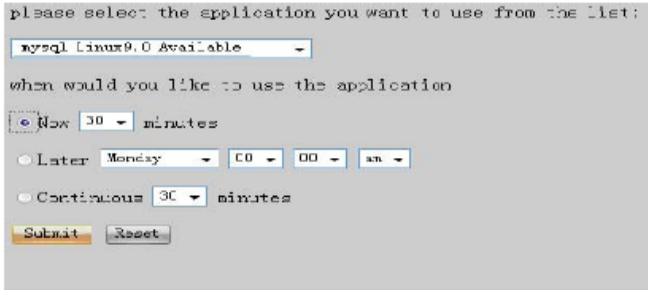 please select the application you want to use from the list:
mysql Linux9.0 Available
when would you like to use the application
Now 30 minutes
Later Monday 00 00 am
Continuous 30 minutes
Submit Reset